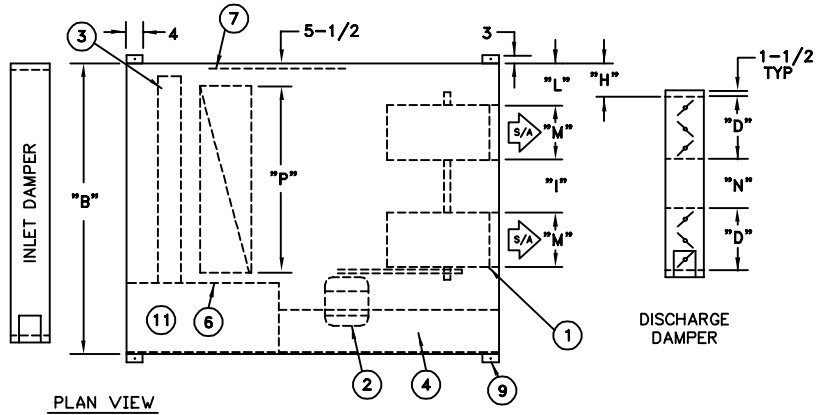 3
4
7
5-1/2
3
1-1/2
TYP
"L"
"H"
S/A
"M"
"D"
INLET DAMPER
"B"
"P"
"I"
"N"
S/A
"M"
"D"
11
6
2
4
1
9
DISCHARGE
DAMPER
PLAN VIEW